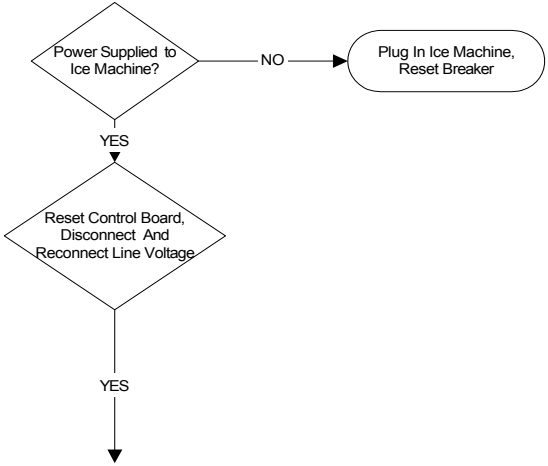 Power Supplied to
Ice Machine?
NO
Plug In Ice Machine,
Reset Breaker
YES
Reset Control Board,
Disconnect And
Reconnect Line Voltage
YES